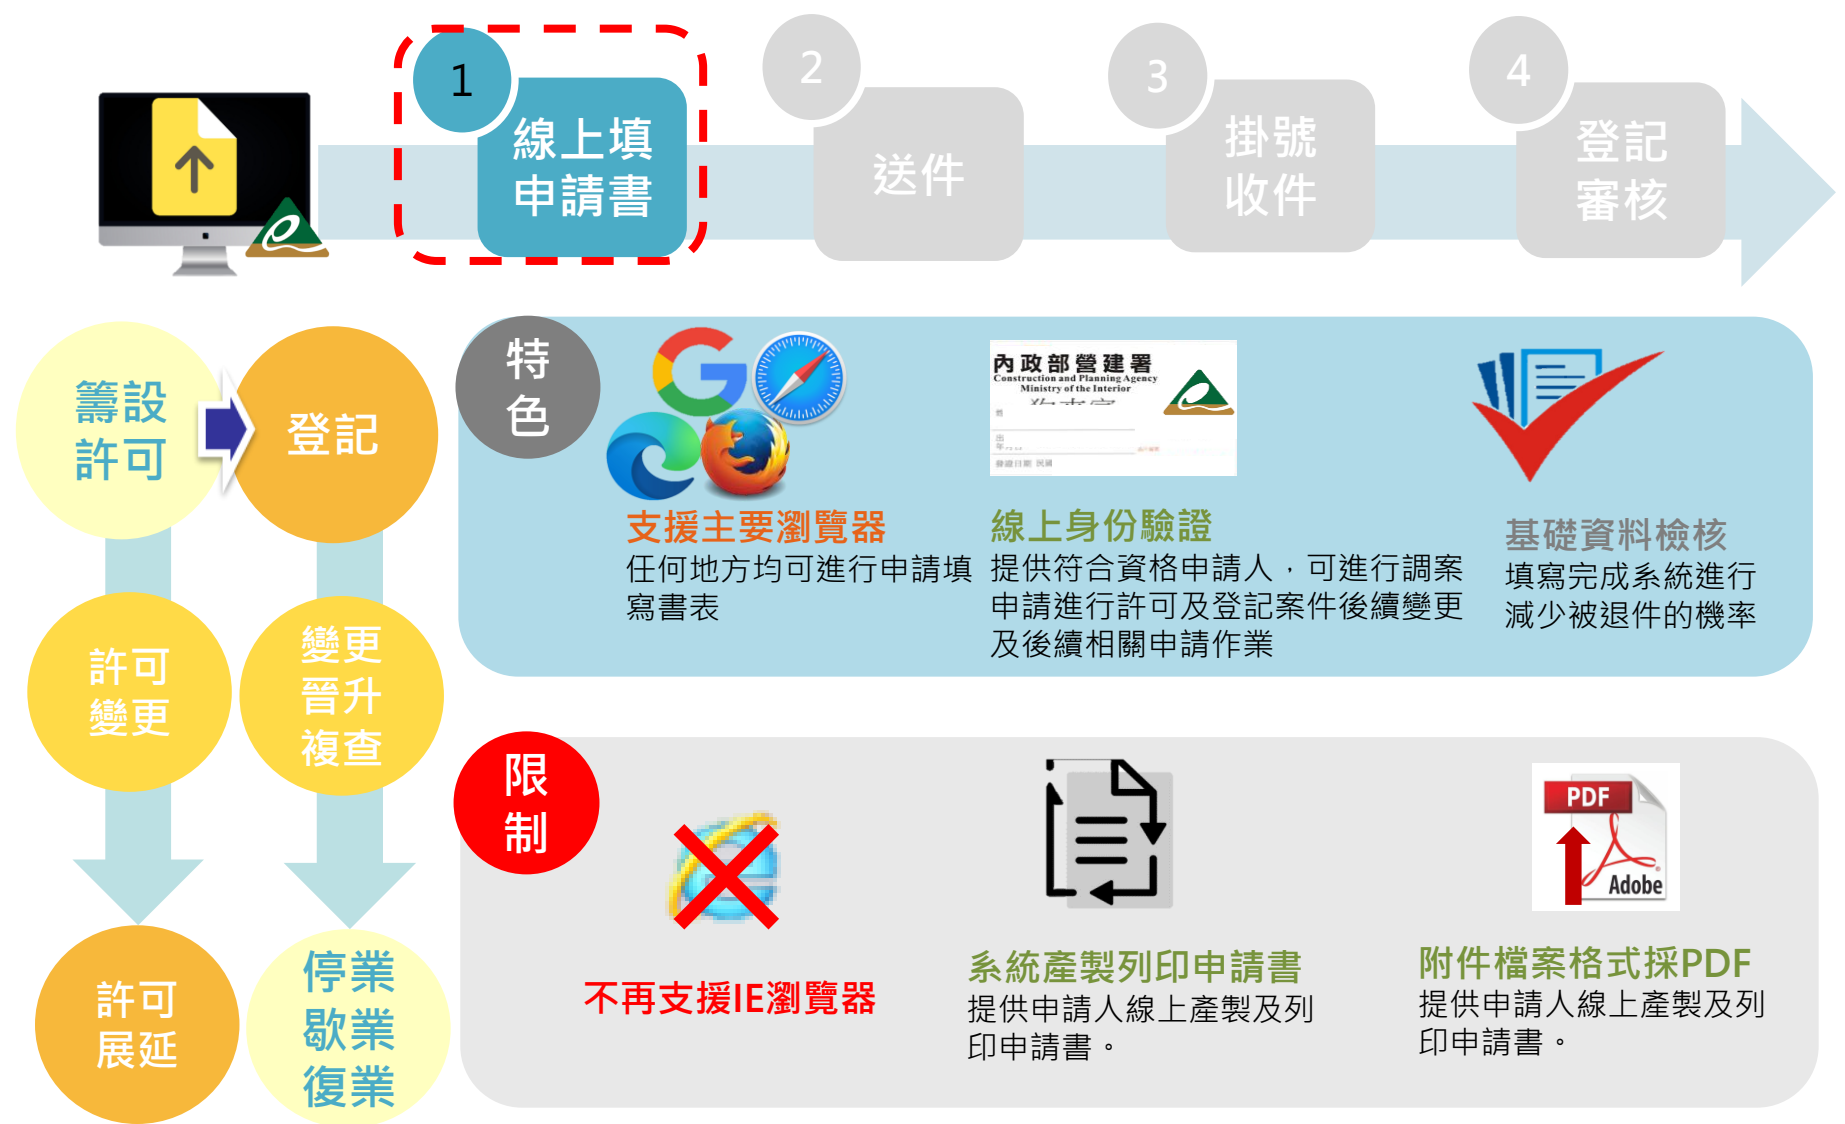 1
線上填
申請書
2
送件
3
掛號
收件
4
登記
審核
籌設
許可
登記
許可
變更
變更
晉升
複查
許可
展延
停業
歇業
復業
特
色
支援主要瀏覽器
任何地方均可進行申請填
寫書表
內政部營建署
Construction and Planning Agency
Ministry of the Interior
發證日期 民國
線上身份驗證
提供符合資格申請人，可進行調案
申請進行許可及登記案件後續變更
及後續相關申請作業
基礎資料檢核
填寫完成系統進行
減少被退件的機率
限
制
不再支援IE瀏覽器
系統產製列印申請書
提供申請人線上產製及列
印申請書。
PDF
Adobe
附件檔案格式採PDF
提供申請人線上產製及列
印申請書。